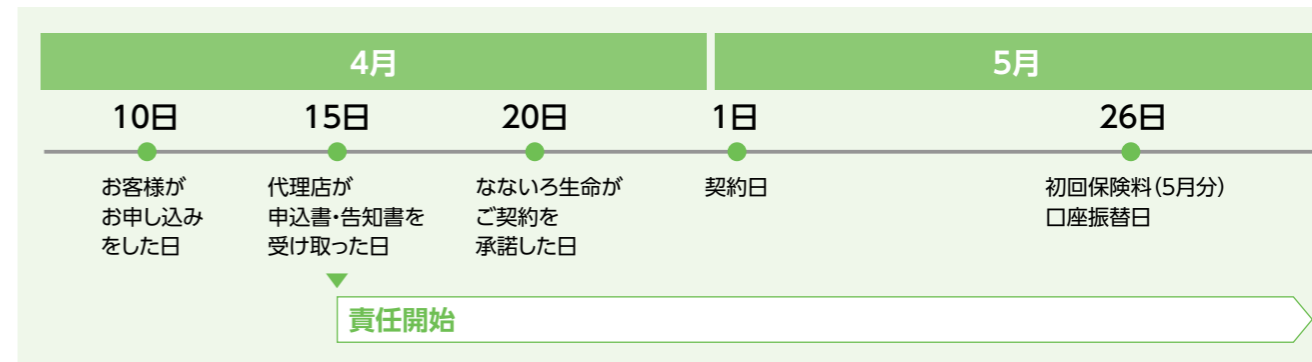 4月
5月
10日
15日
20日
1日
26日
お客様が
お申し込み
をした日
代理店が
申込書・告知書を
受け取った日
なないろ生命が
ご契約を
承諾した日
契約日
初回保険料（5月分）
口座振替日
責任開始